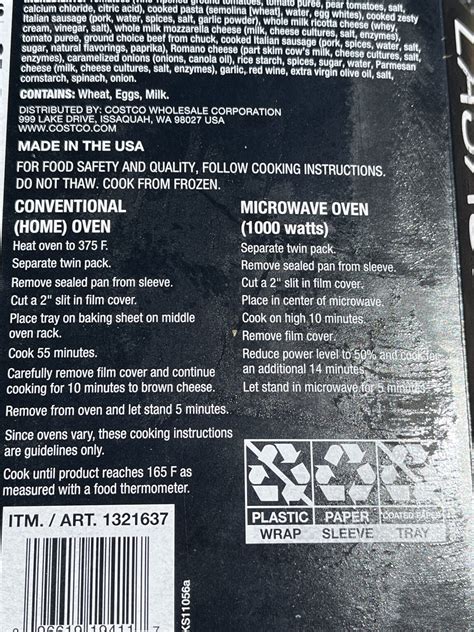 calcium chloride, citric acid), cooked pasta (semolina [wheat], water, egg whites), cooked zesty
Italian sausage (pork, water, spices, salt, garlic powder), whole milk ricotta cheese (whey,
cream, vinegar, salt), whole milk mozzarella cheese (milk, cheese cultures, salt, enzymes),
tomato puree, ground choice beef from chuck, cooked Italian sausage (pork, spices, water, salt,
sugar, natural flavorings, paprika), Romano cheese (part skim cow's milk, cheese cultures, salt,
enzymes), caramelized onions (onions, canola oil), rice starch, spices, sugar, water, Parmesan
cheese (milk, cheese cultures, salt, enzymes), garlic, red wine, extra virgin olive oil, salt,
cornstarch, spinach, onion.
CONTAINS: Wheat, Eggs, Milk.
DISTRIBUTED BY: COSTCO WHOLESALE CORPORATION
999 LAKE DRIVE, ISSAQUAH, WA 98027 USA
WWW.COSTCO.COM
MADE IN THE USA
FOR FOOD SAFETY AND QUALITY, FOLLOW COOKING INSTRUCTIONS.
DO NOT THAW. COOK FROM FROZEN.
CONVENTIONAL
(HOME) OVEN
Heat oven to 375 F.
Separate twin pack.
Remove sealed pan from sleeve.
Cut a 2" slit in film cover.
Place tray on baking sheet on middle
oven rack.
Cook 55 minutes.
Carefully remove film cover and continue
cooking for 10 minutes to brown cheese.
Remove from oven and let stand 5 minutes.
Since ovens vary, these cooking instructions
are guidelines only.
Cook until product reaches 165 F as
measured with a food thermometer.
MICROWAVE OVEN
(1000 watts)
Separate twin pack.
Remove sealed pan from sleeve.
Cut a 2" slit in film cover.
Place in center of microwave.
Cook on high 10 minutes.
Remove film cover.
Reduce power level to 50% and cook for
an additional 14 minutes.
Let stand in microwave for 5 minutes.
PLASTIC PAPER COATED PAPER
WRAP SLEEVE TRAY
ITM. / ART. 1321637
KS11056a